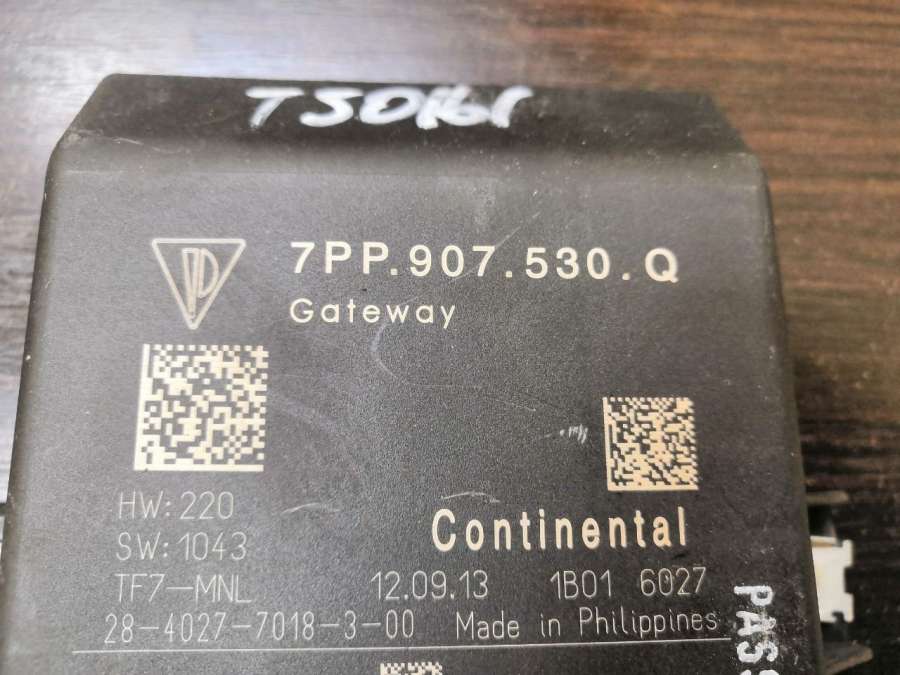 7PP.907.530.Q
Gateway
HW:220
SW:1043
Continental
TF7-MNL 12.09.13 1B01 6027
28-4027-7018-3-00 Made in Philippines
PASS